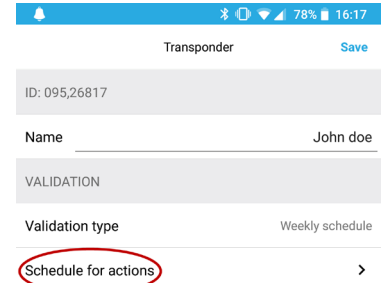 78% 16:17
Transponder Save
ID: 095,26817
Name John doe
VALIDATION
Validation type Weekly schedule
Schedule for actions